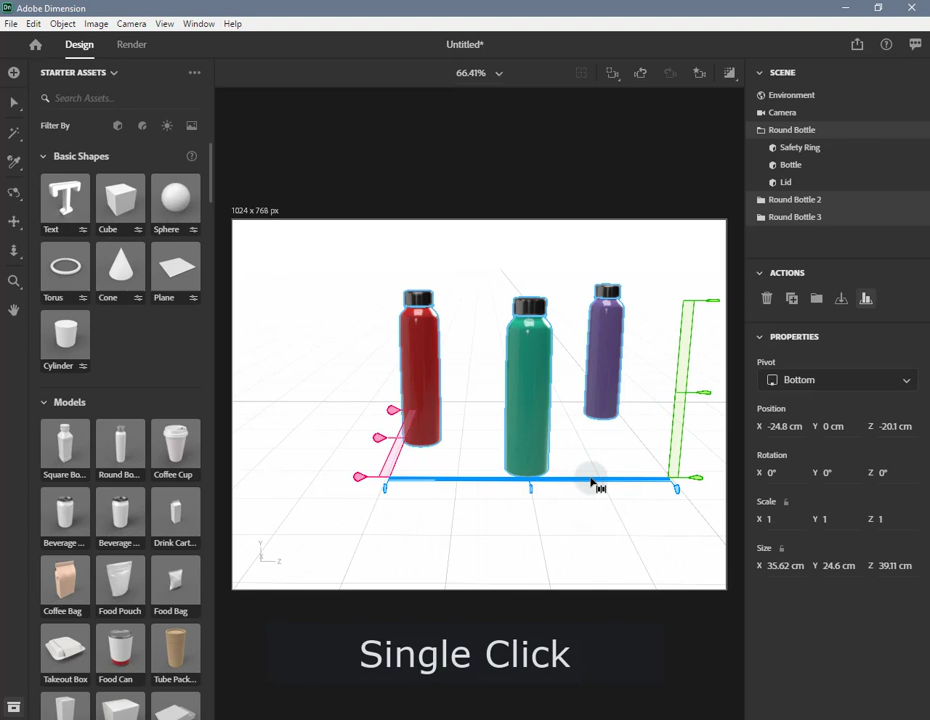 Dn Adobe Dimension
File Edit Object Image Camera View Window Help
Design Render Untitled*
STARTER ASSETS
66.41%
Search Assets...
Filter By
Basic Shapes
Text Cube Sphere
Torus Cone Plane
Cylinder
Models
Square Bo... Round Bo... Coffee Cup
Beverage ... Beverage ... Drink Cart...
Coffee Bag Food Pouch Food Bag
Takeout Box Food Can Tube Pack...
1024 x 768 px
Y
X
Z
Single Click
SCENE
Environment
Camera
Round Bottle
Safety Ring
Bottle
Lid
Round Bottle 2
Round Bottle 3
ACTIONS
PROPERTIES
Pivot
Bottom
Position
X -24.8 cm Y 0 cm Z -20.1 cm
Rotation
X 0° Y 0° Z 0°
Scale
X 1 Y 1 Z 1
Size
X 35.62 cm Y 24.6 cm Z 39.11 cm